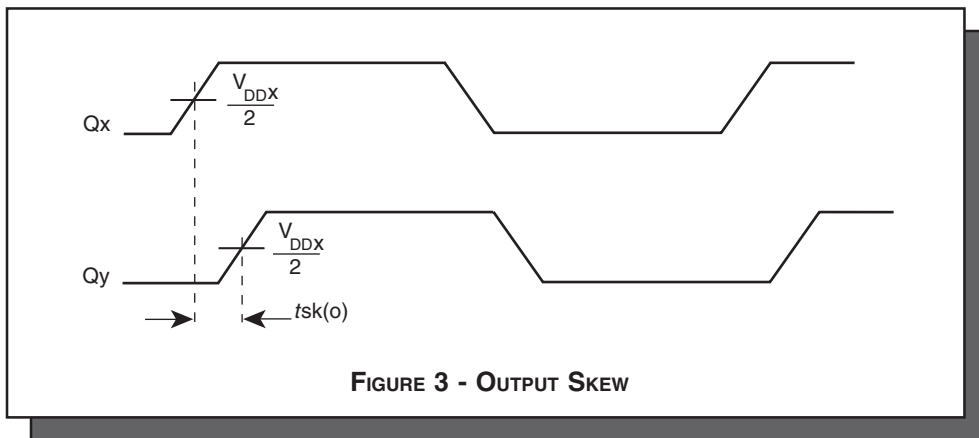 V_DDX
2
Qx
V_DDX
2
Qy
tsk(o)
FIGURE 3 - OUTPUT SKEW